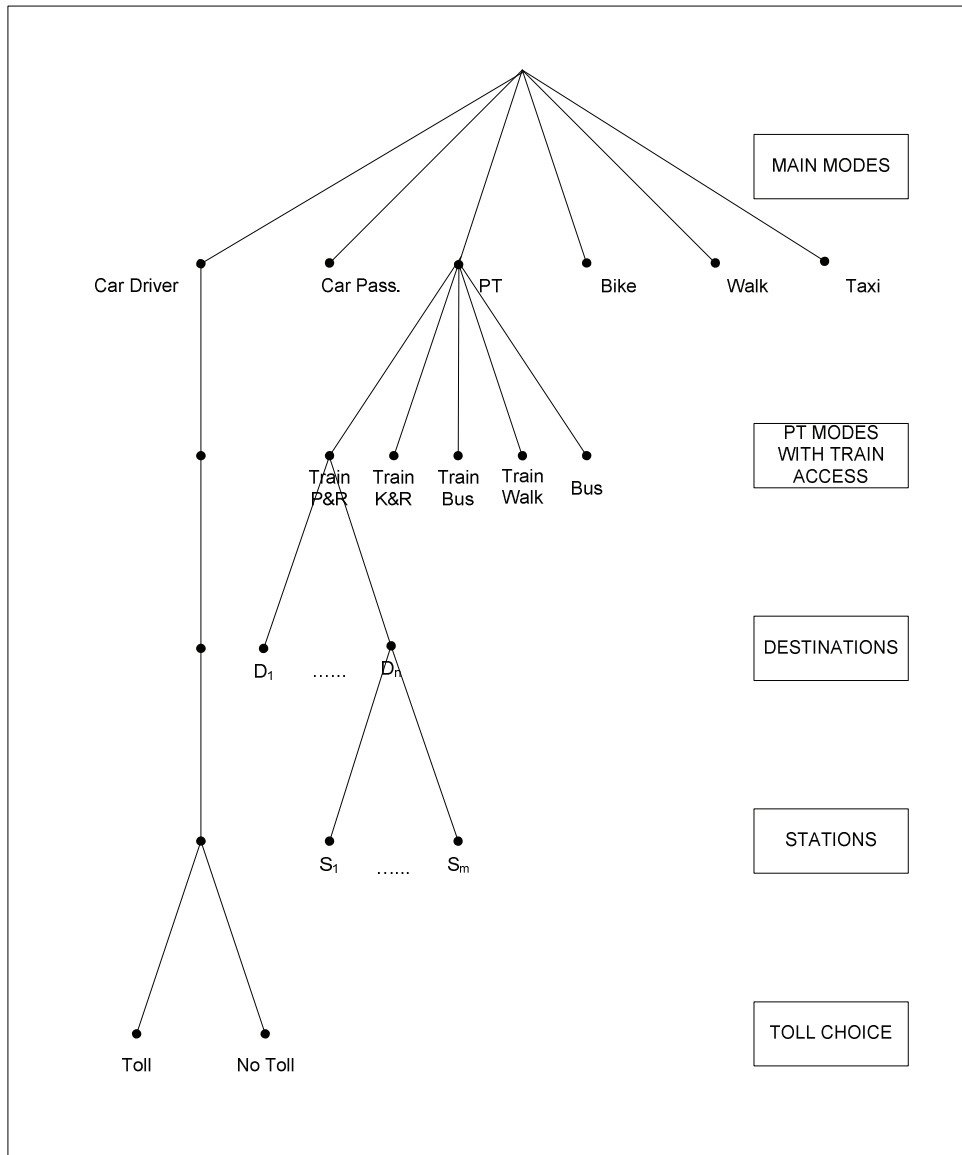 MAIN MODES
Car Driver
Car Pass.
PT
Bike
Walk
Taxi
PT MODES
WITH TRAIN
ACCESS
Train
P&R
Train
K&R
Train
Bus
Train
Walk
Bus
DESTINATIONS
D₁
......
Dₙ
STATIONS
S₁
......
Sₘ
TOLL CHOICE
Toll
No Toll